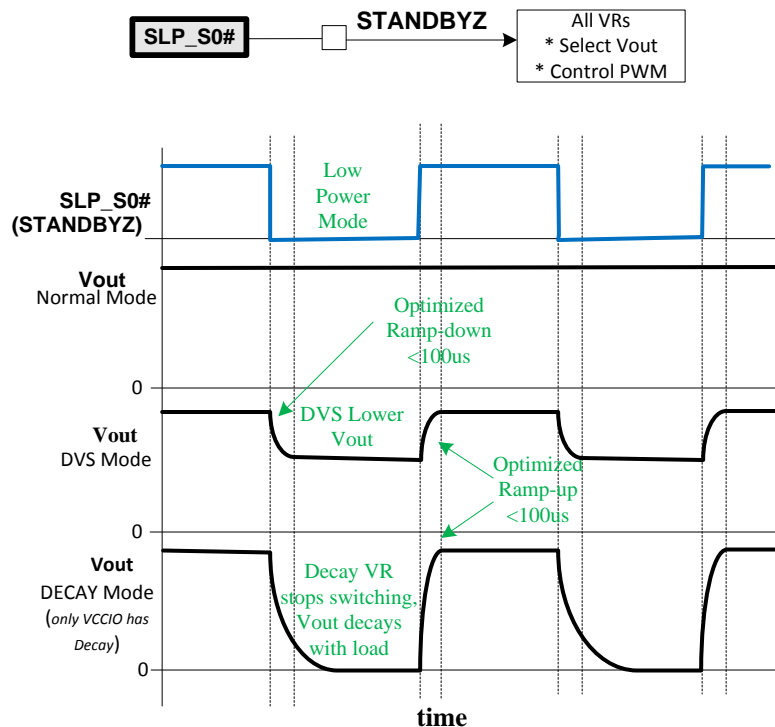 SLP_S0#
STANDBYZ
All VRs
* Select Vout
* Control PWM
Low
Power
Mode
SLP_S0#
(STANDBYZ)
Vout
Normal Mode
Optimized
Ramp-down
<100us
0
Vout
DVS Mode
DVS Lower
Vout
Optimized
Ramp-up
<100us
0
Vout
DECAY Mode
(only VCCIO has
Decay)
Decay VR
stops switching,
Vout decays
with load
0
time